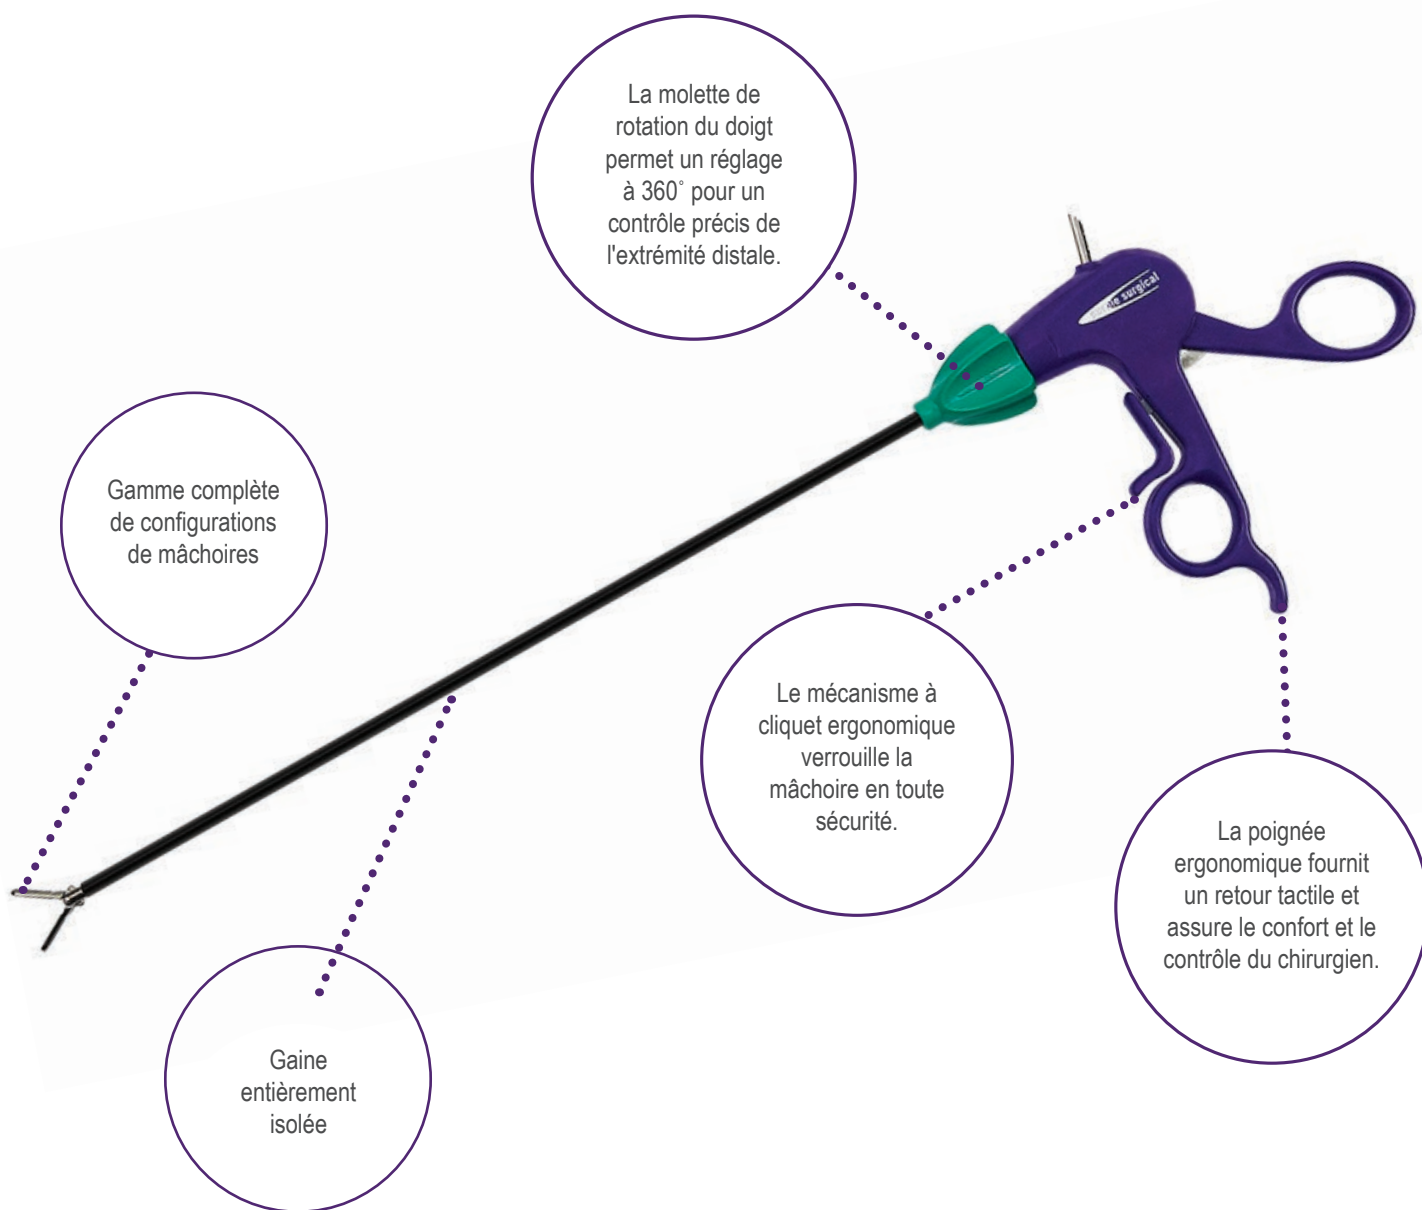 La molette de
rotation du doigt
permet un réglage
à 360˚ pour un
contrôle précis de
l'extrémité distale.
surgical
Gamme complète
de configurations
de mâchoires
Le mécanisme à
cliquet ergonomique
verrouille la
mâchoire en toute
sécurité.
La poignée
ergonomique fournit
un retour tactile et
assure le confort et le
contrôle du chirurgien.
Gaine
entièrement
isolée